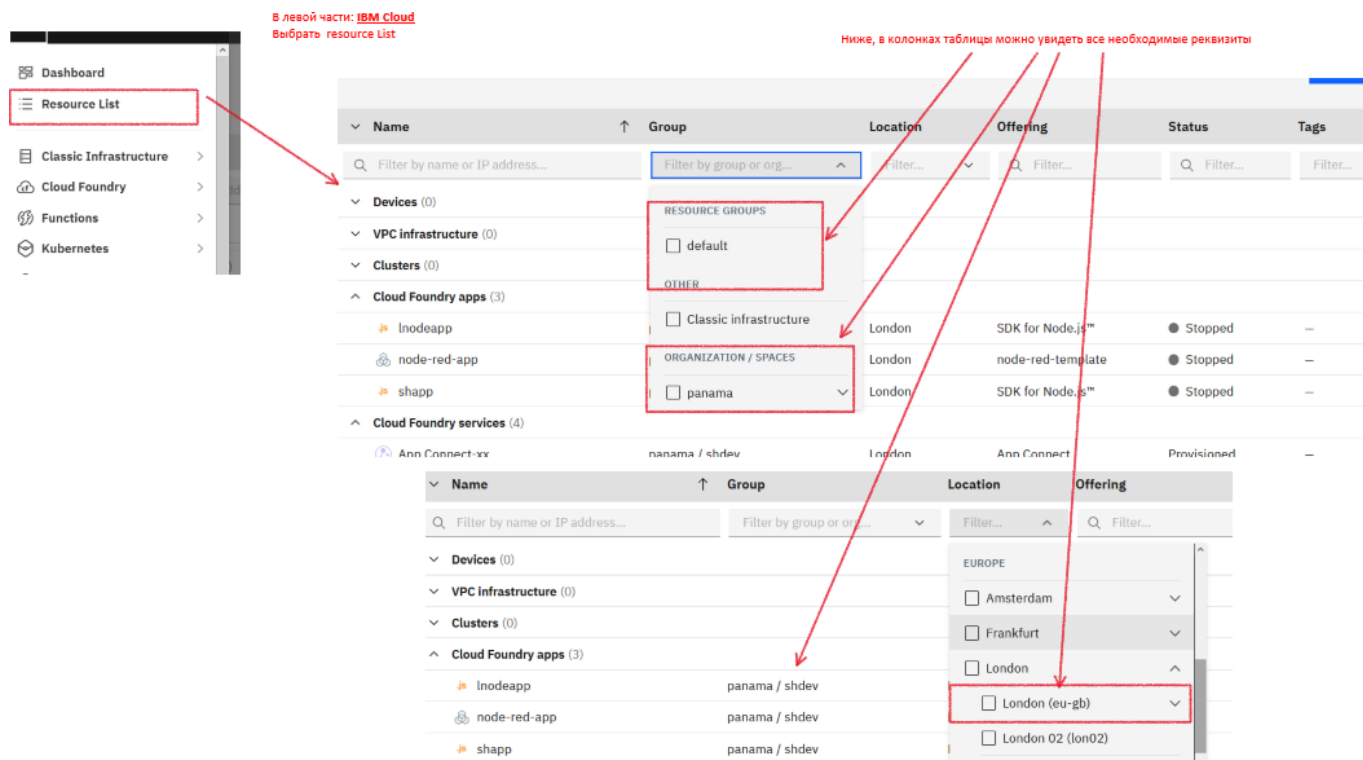 В левой части: IBM Cloud
Выбрать resource List
Ниже, в колонках таблицы можно увидеть все необходимые реквизиты
Dashboard
Resource List
Classic Infrastructure
Cloud Foundry
Functions
Kubernetes
Name Group Location Offering Status Tags
Filter by name or IP address... Filter by group or org... Filter... Filter... Filter... Filter...
Devices (0)
RESOURCE GROUPS
VPC infrastructure (0)
default
Clusters (0)
OTHER
Cloud Foundry apps (3)
Classic infrastructure
lnodeapp London SDK for Node.js™ Stopped –
ORGANIZATION / SPACES
node-red-app London node-red-template Stopped –
shapp London SDK for Node.js™ Stopped –
panama
Cloud Foundry services (4)
App Connect-xx panama / shdev London App Connect Provisioned –
Name Group Location Offering
Filter by name or IP address... Filter by group or org... Filter... Filter...
Devices (0)
EUROPE
VPC infrastructure (0)
Amsterdam
Clusters (0)
Frankfurt
Cloud Foundry apps (3)
London
lnodeapp panama / shdev
London (eu-gb)
node-red-app panama / shdev
London 02 (lon02)
shapp panama / shdev